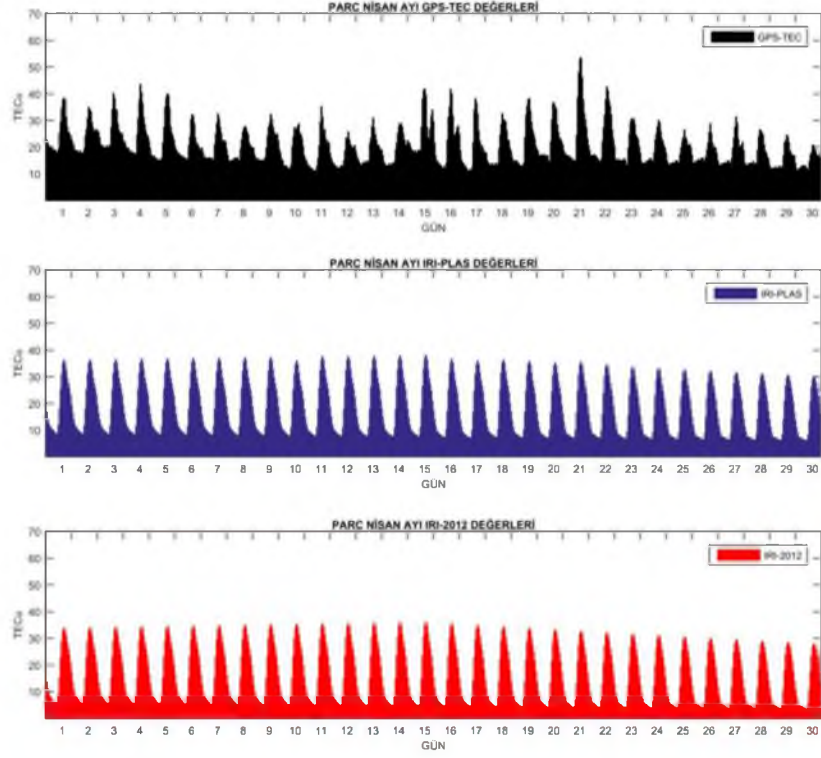 PARC NİSAN AYI GPS-TEC DEĞERLERİ
GPS-TEC
70
60
50
40
30
20
10
TECu
1 2 3 4 5 6 7 8 9 10 11 12 13 14 15 16 17 18 19 20 21 22 23 24 25 26 27 28 29 30
GÜN
PARC NİSAN AYI IRI-PLAS DEĞERLERİ
IRI-PLAS
70
60
50
40
30
20
10
TECu
1 2 3 4 5 6 7 8 9 10 11 12 13 14 15 16 17 18 19 20 21 22 23 24 25 26 27 28 29 30
GÜN
PARC NİSAN AYI IRI-2012 DEĞERLERİ
IRI-2012
70
60
50
40
30
20
10
TECu
1 2 3 4 5 6 7 8 9 10 11 12 13 14 15 16 17 18 19 20 21 22 23 24 25 26 27 28 29 30
GÜN